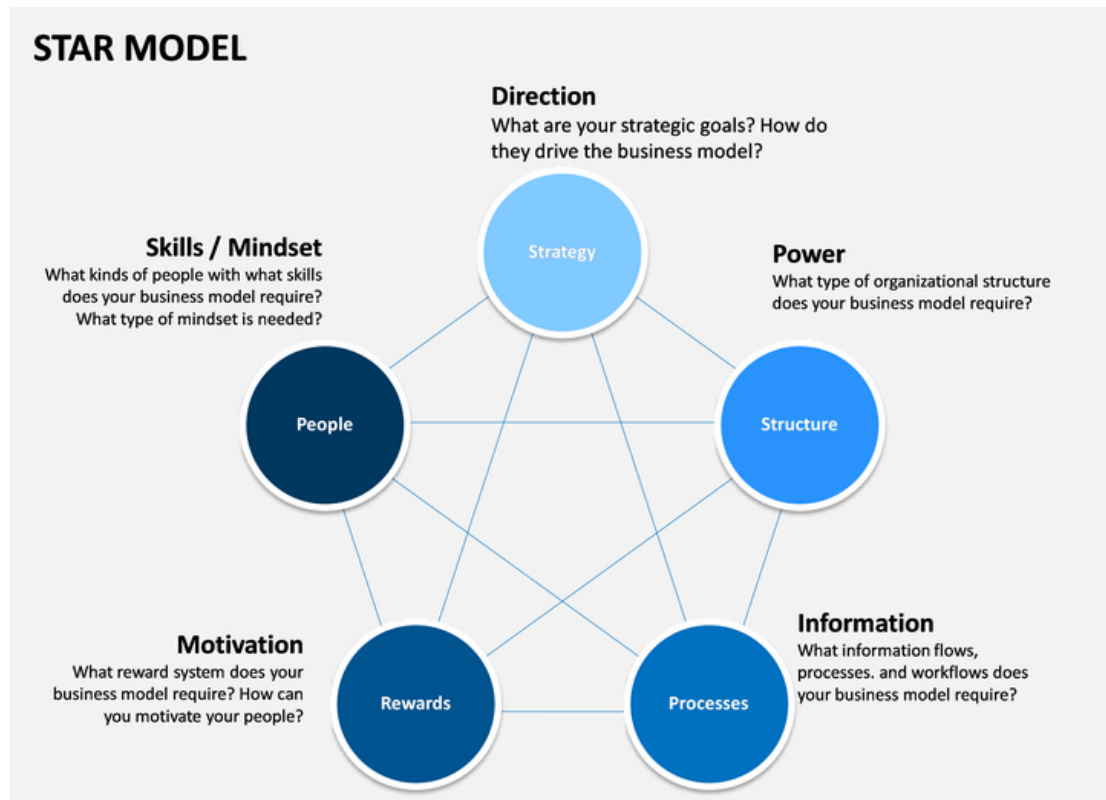 STAR MODEL
Direction
What are your strategic goals? How do
they drive the business model?
Strategy
Skills / Mindset
What kinds of people with what skills
does your business model require?
What type of mindset is needed?
People
Power
What type of organizational structure
does your business model require?
Structure
Motivation
What reward system does your
business model require? How can
you motivate your people?
Rewards
Processes
Information
What information flows,
processes. and workflows does
your business model require?